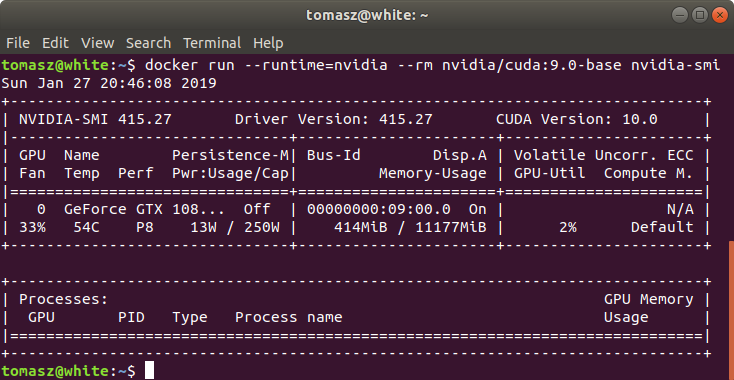 tomasz@white: ~
File Edit View Search Terminal Help
tomasz@white:~$ docker run --runtime=nvidia --rm nvidia/cuda:9.0-base nvidia-smi
Sun Jan 27 20:46:08 2019
+-----------------------------------------------------------------------------+
| NVIDIA-SMI 415.27       Driver Version: 415.27       CUDA Version: 10.0     |
|-------------------------------+----------------------+----------------------+
| GPU  Name        Persistence-M| Bus-Id        Disp.A | Volatile Uncorr. ECC |
| Fan  Temp  Perf  Pwr:Usage/Cap|         Memory-Usage | GPU-Util  Compute M. |
|===============================+======================+======================|
|   0  GeForce GTX 108...  Off  | 00000000:09:00.0  On |                  N/A |
| 33%   54C    P8    13W / 250W |    414MiB / 11177MiB |      2%      Default |
+-------------------------------+----------------------+----------------------+

+-----------------------------------------------------------------------------+
| Processes:                                                       GPU Memory |
|  GPU       PID   Type   Process name                             Usage      |
|=============================================================================|
+-----------------------------------------------------------------------------+
tomasz@white:~$